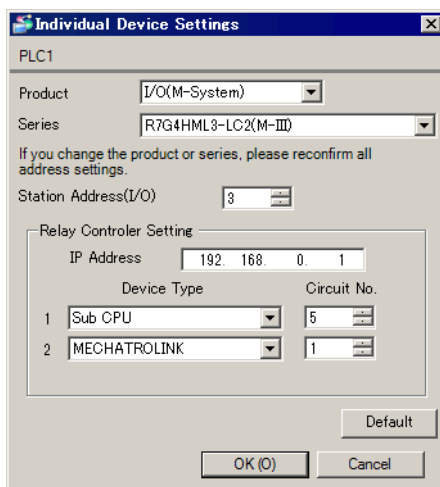 Individual Device Settings
PLC1
Product I/O(M-System)
Series R7G4HML3-LC2(M-III)
If you change the product or series, please reconfirm all
address settings.
Station Address(I/O) 3
Relay Controler Setting
IP Address 192. 168. 0. 1
Device Type Circuit No.
1 Sub CPU 5
2 MECHATROLINK 1
Default
OK (O) Cancel